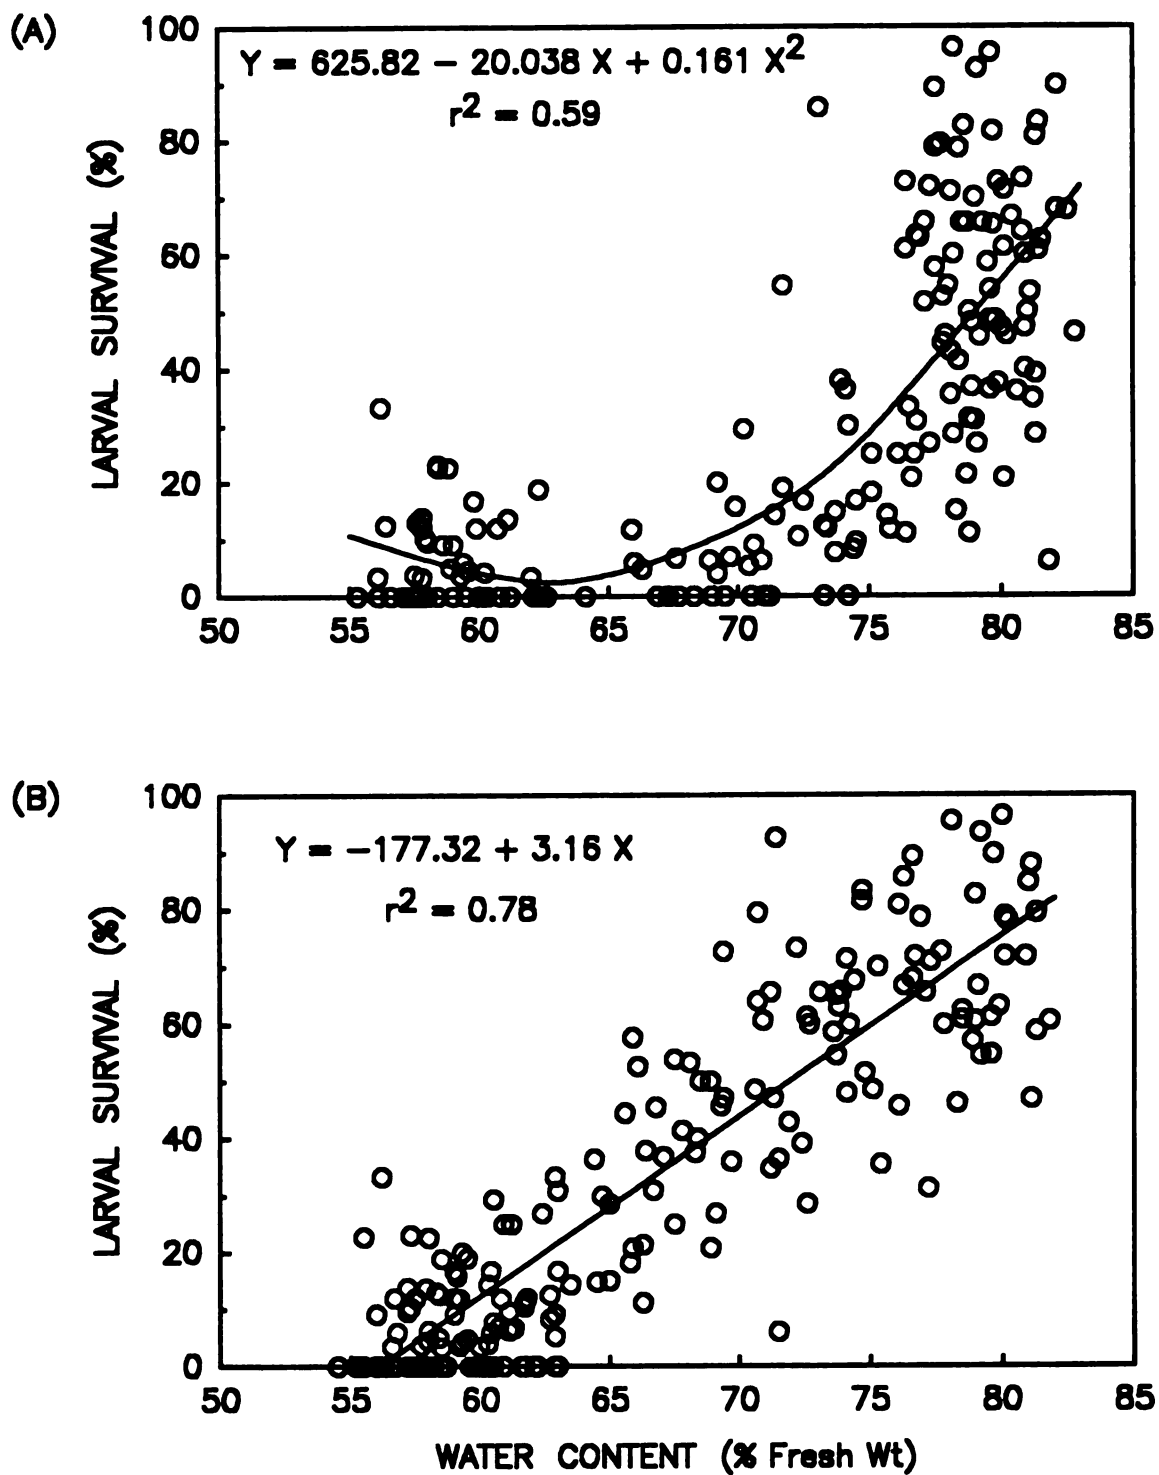 (A)
Y = 625.82 − 20.038 X + 0.161 X²
r² = 0.59
LARVAL SURVIVAL (%)
100
80
60
40
20
0
50 55 60 65 70 75 80 85
(B)
Y = −177.32 + 3.16 X
r² = 0.78
LARVAL SURVIVAL (%)
100
80
60
40
20
0
50 55 60 65 70 75 80 85
WATER CONTENT (% Fresh Wt)